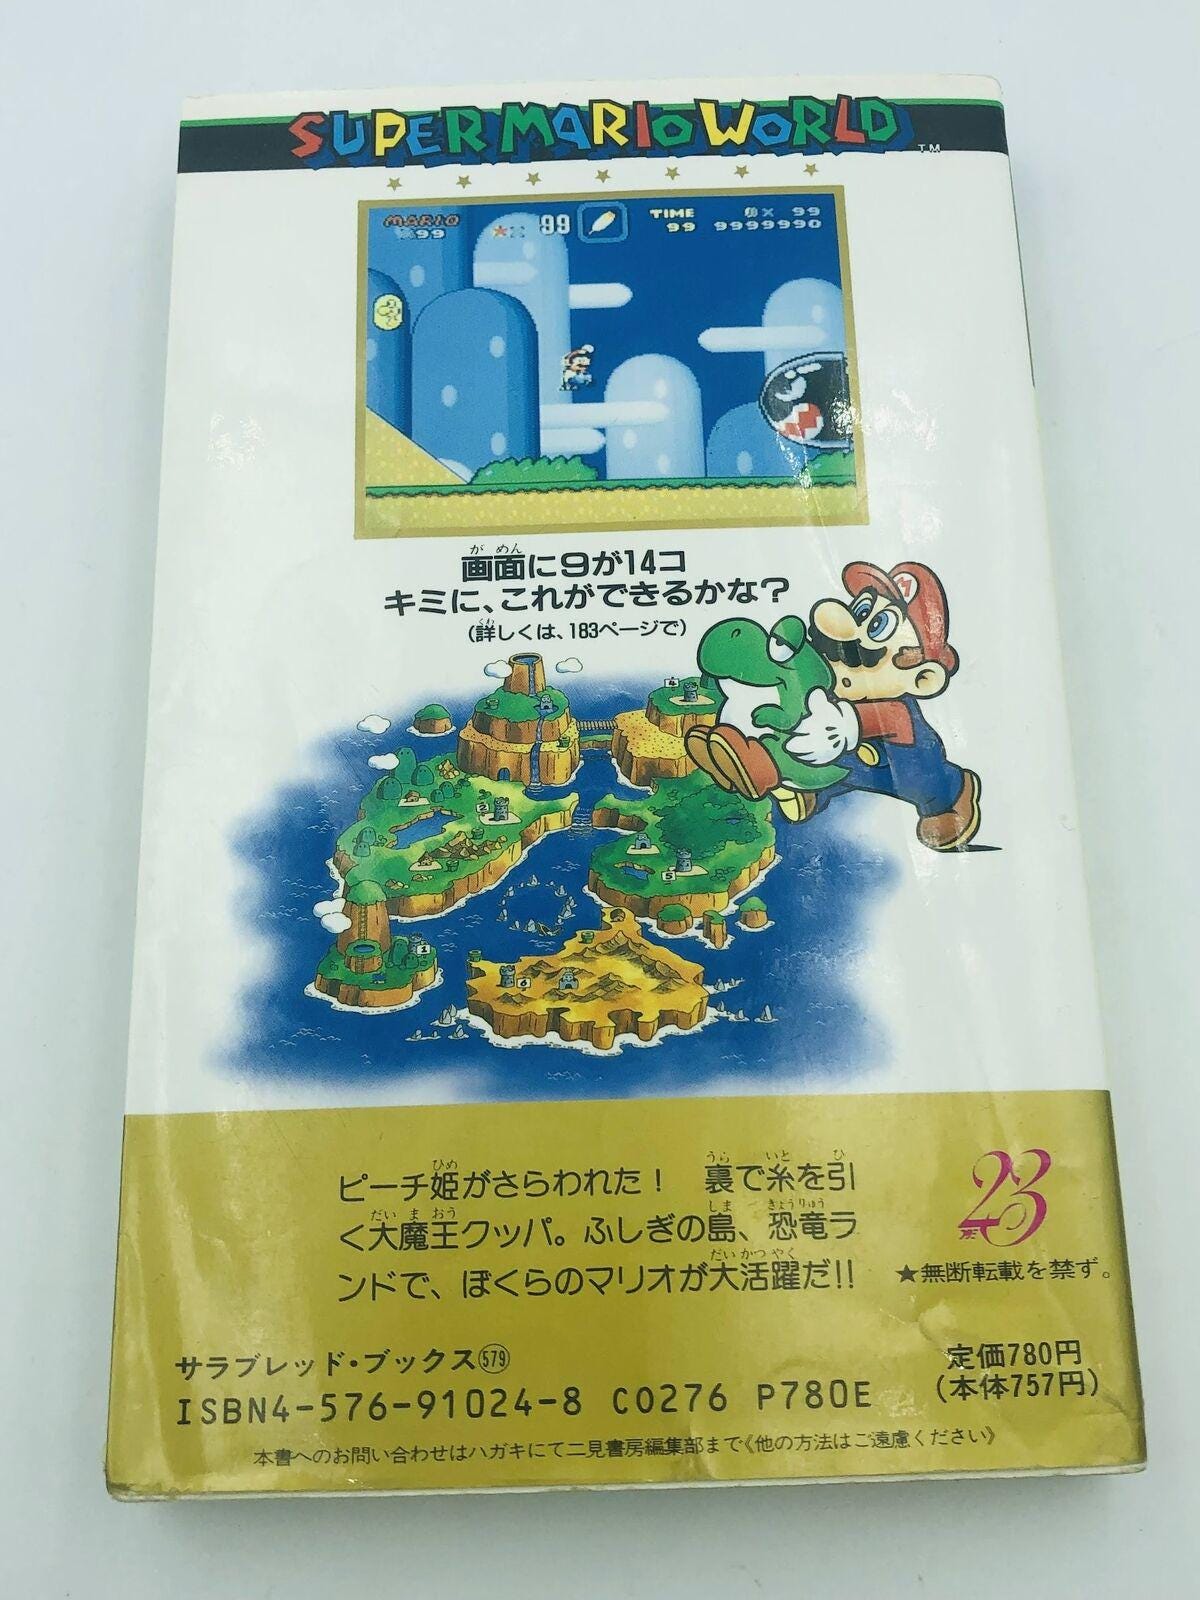 SUPER MARIO WORLD
TM
MARIO 99 TIME 0× 99
×99 99 9999990
画面に9が14コ
キミに、これができるかな？
(詳しくは、183ページで)
4
2
5
1
6
ピーチ姫がさらわれた！ 裏で糸を引
く大魔王クッパ。ふしぎの島、恐竜ラ
ンドで、ぼくらのマリオが大活躍だ!!
23
★無断転載を禁ず。
サラブレッド・ブックス579
定価780円
ISBN4-576-91024-8 C0276 P780E
(本体757円)
本書へのお問い合わせはハガキにて二見書房編集部まで《他の方法はご遠慮ください》